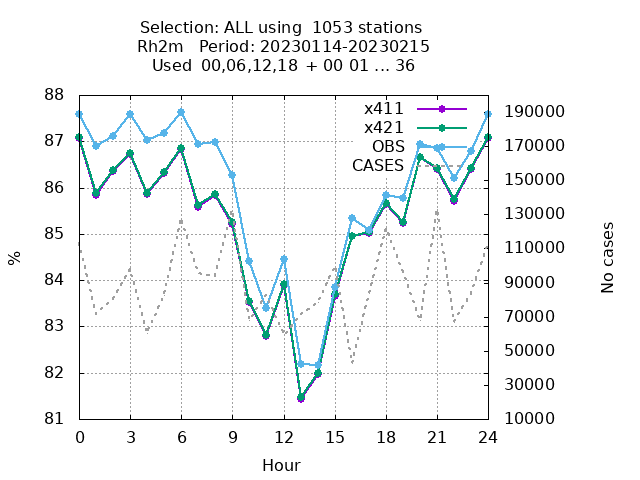 Selection: ALL using  1053 stations
Rh2m   Period: 20230114-20230215
Used  00,06,12,18  + 00 01 ... 36
x411
x421
OBS
CASES
88
87
86
85
84
83
82
81
%
190000
170000
150000
130000
110000
90000
70000
50000
30000
10000
No cases
0 3 6 9 12 15 18 21 24
Hour